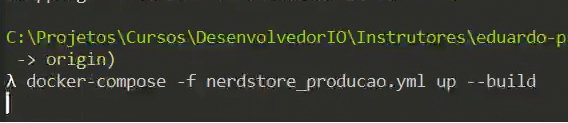 C:\Projetos\Cursos\DesenvolvedorIO\Instrutores\eduardo-p
-> origin)
λ docker-compose -f nerdstore_producao.yml up --build